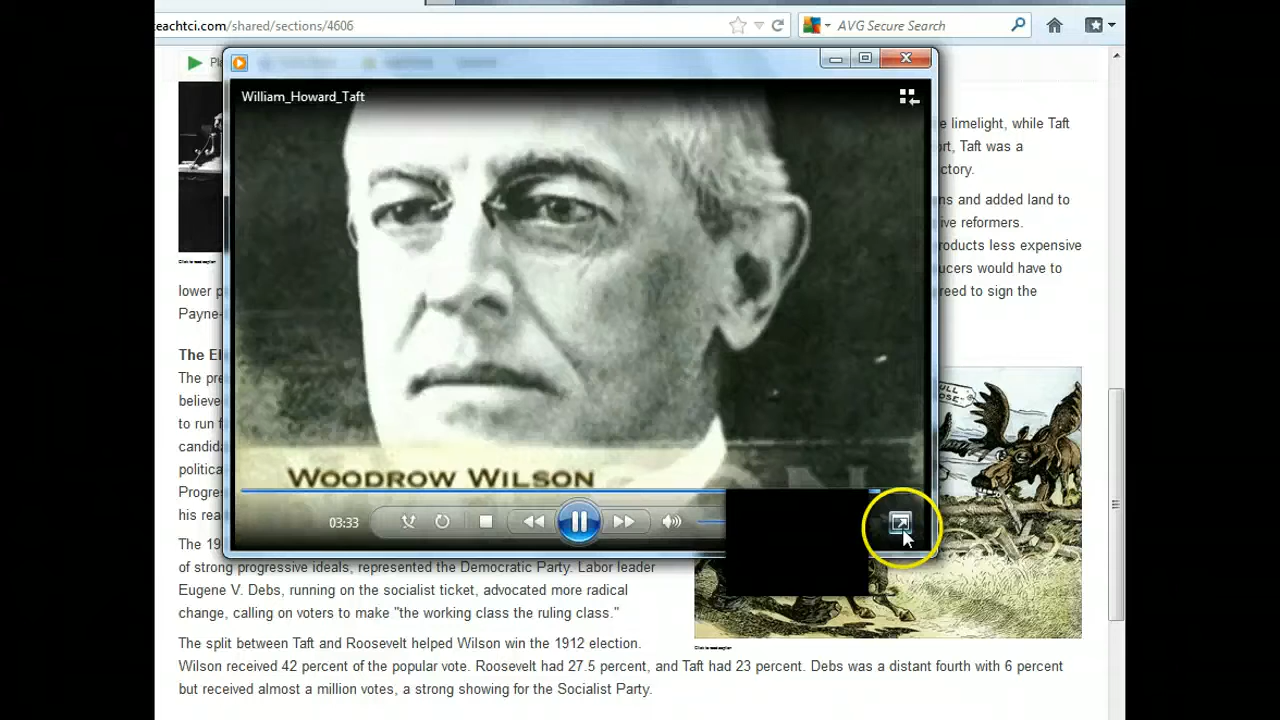 teachtci.com/shared/sections/4606
AVG Secure Search
William_Howard_Taft
limelight, while Taft
Taft was a
ns and added land to
ive reformers.
roducts less expensive
ucers would have to
lower p
reed to sign the
Payne-
The El
The pre
believe
to run f
candida
political
Progres
his rea
WOODROW WILSON
03:33
The 19
of strong progressive ideals, represented the Democratic Party. Labor leader
Eugene V. Debs, running on the socialist ticket, advocated more radical
change, calling on voters to make "the working class the ruling class."
The split between Taft and Roosevelt helped Wilson win the 1912 election.
Wilson received 42 percent of the popular vote. Roosevelt had 27.5 percent, and Taft had 23 percent. Debs was a distant fourth with 6 percent
but received almost a million votes, a strong showing for the Socialist Party.